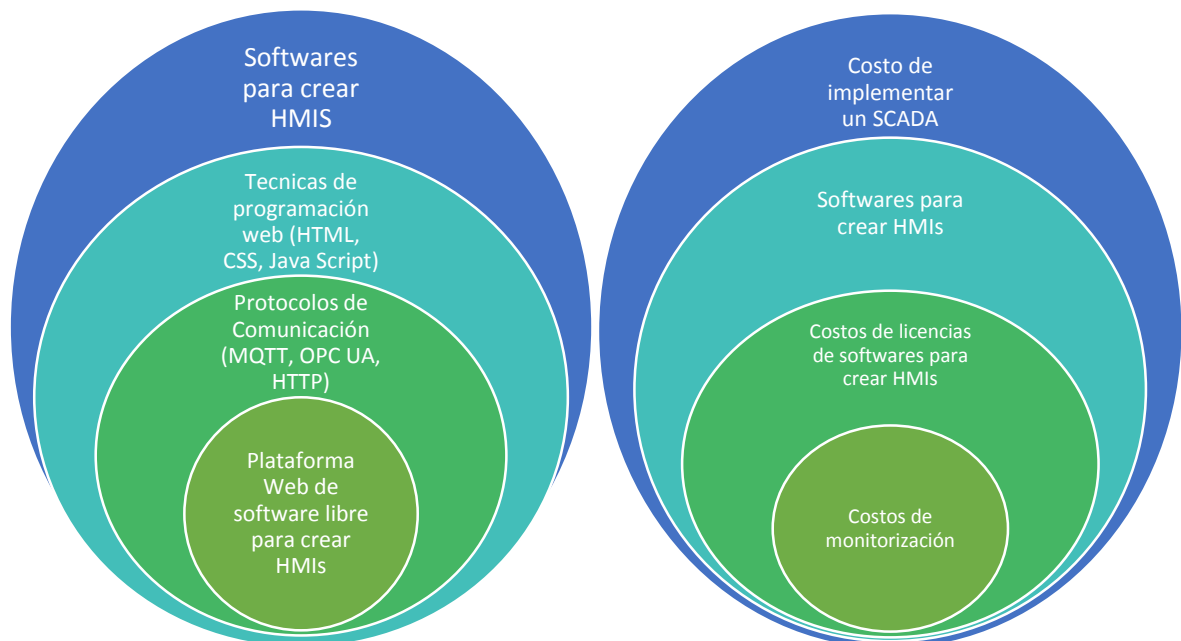 Softwares
para crear
HMIS
Tecnicas de
programación
web (HTML,
CSS, Java Script)
Protocolos de
Comunicación
(MQTT, OPC UA,
HTTP)
Plataforma
Web de
software libre
para crear
HMIs
Costo de
implementar
un SCADA
Softwares para
crear HMIs
Costos de licencias
de softwares para
crear HMIs
Costos de
monitorización